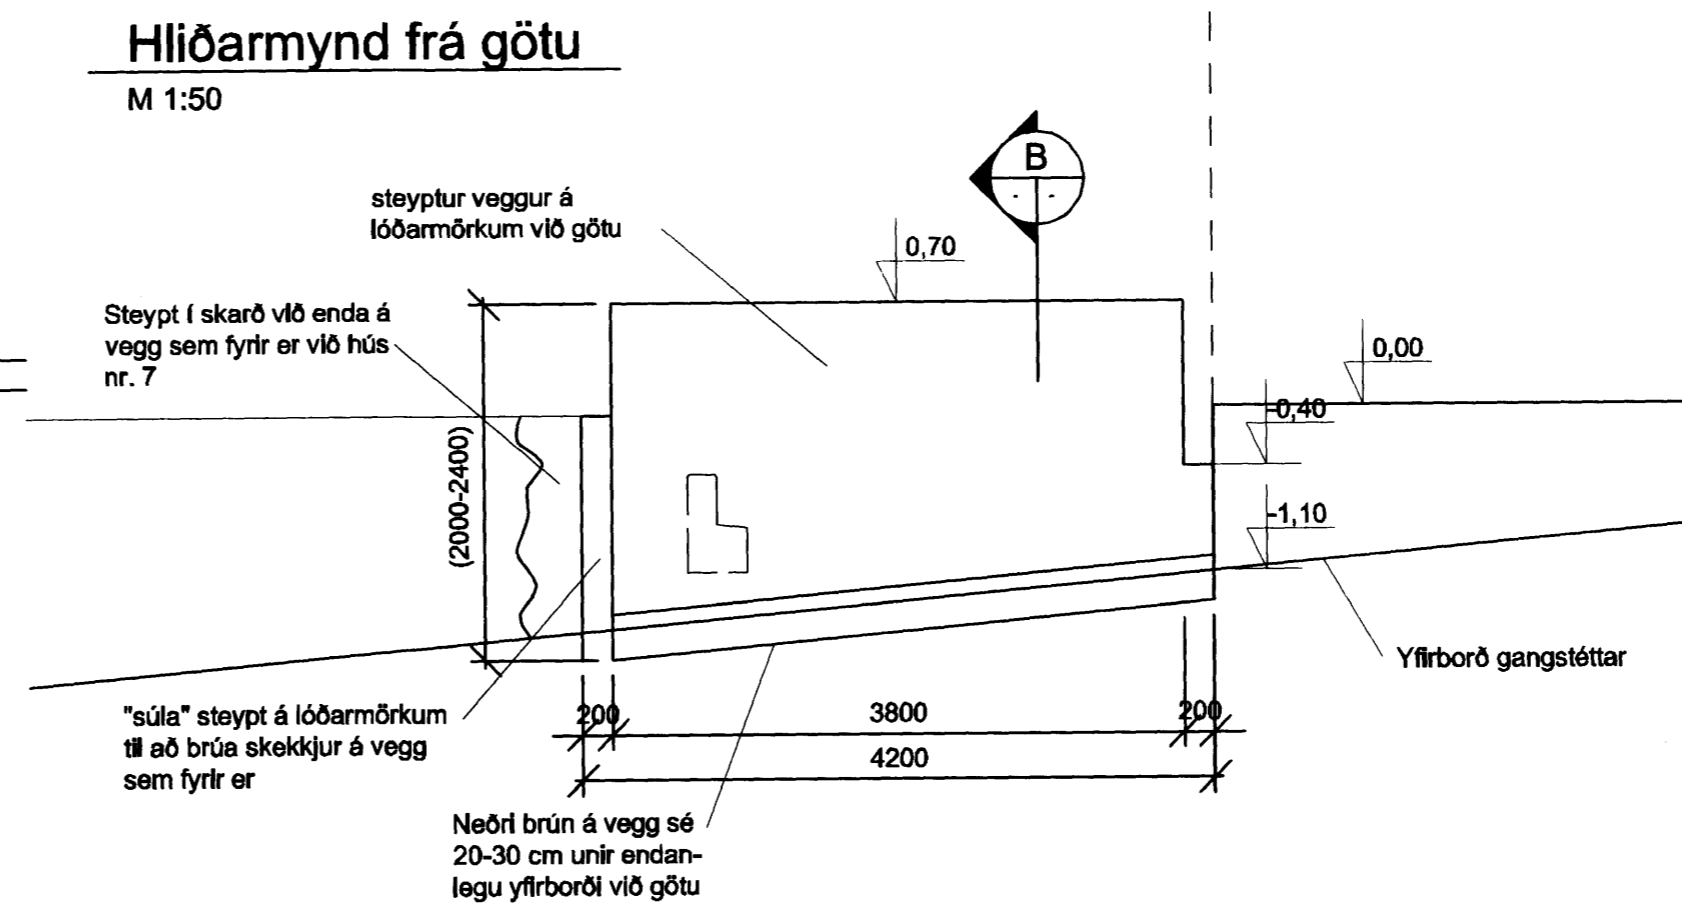 Hliðarmynd frá götu
M 1:50
B
steyptur veggur á
lóðarmörkum við götu
0,70
Steypt í skarð við enda á
vegg sem fyrir er við hús
nr. 7
0,00
-0,40
(2000-2400)
-1,10
Yfirborð gangstéttar
"súla" steypt á lóðarmörkum
til að brúa skekkjur á vegg
sem fyrir er
200
3800
200
4200
Neðri brún á vegg sé
20-30 cm unir endan-
legu yfirborði við götu